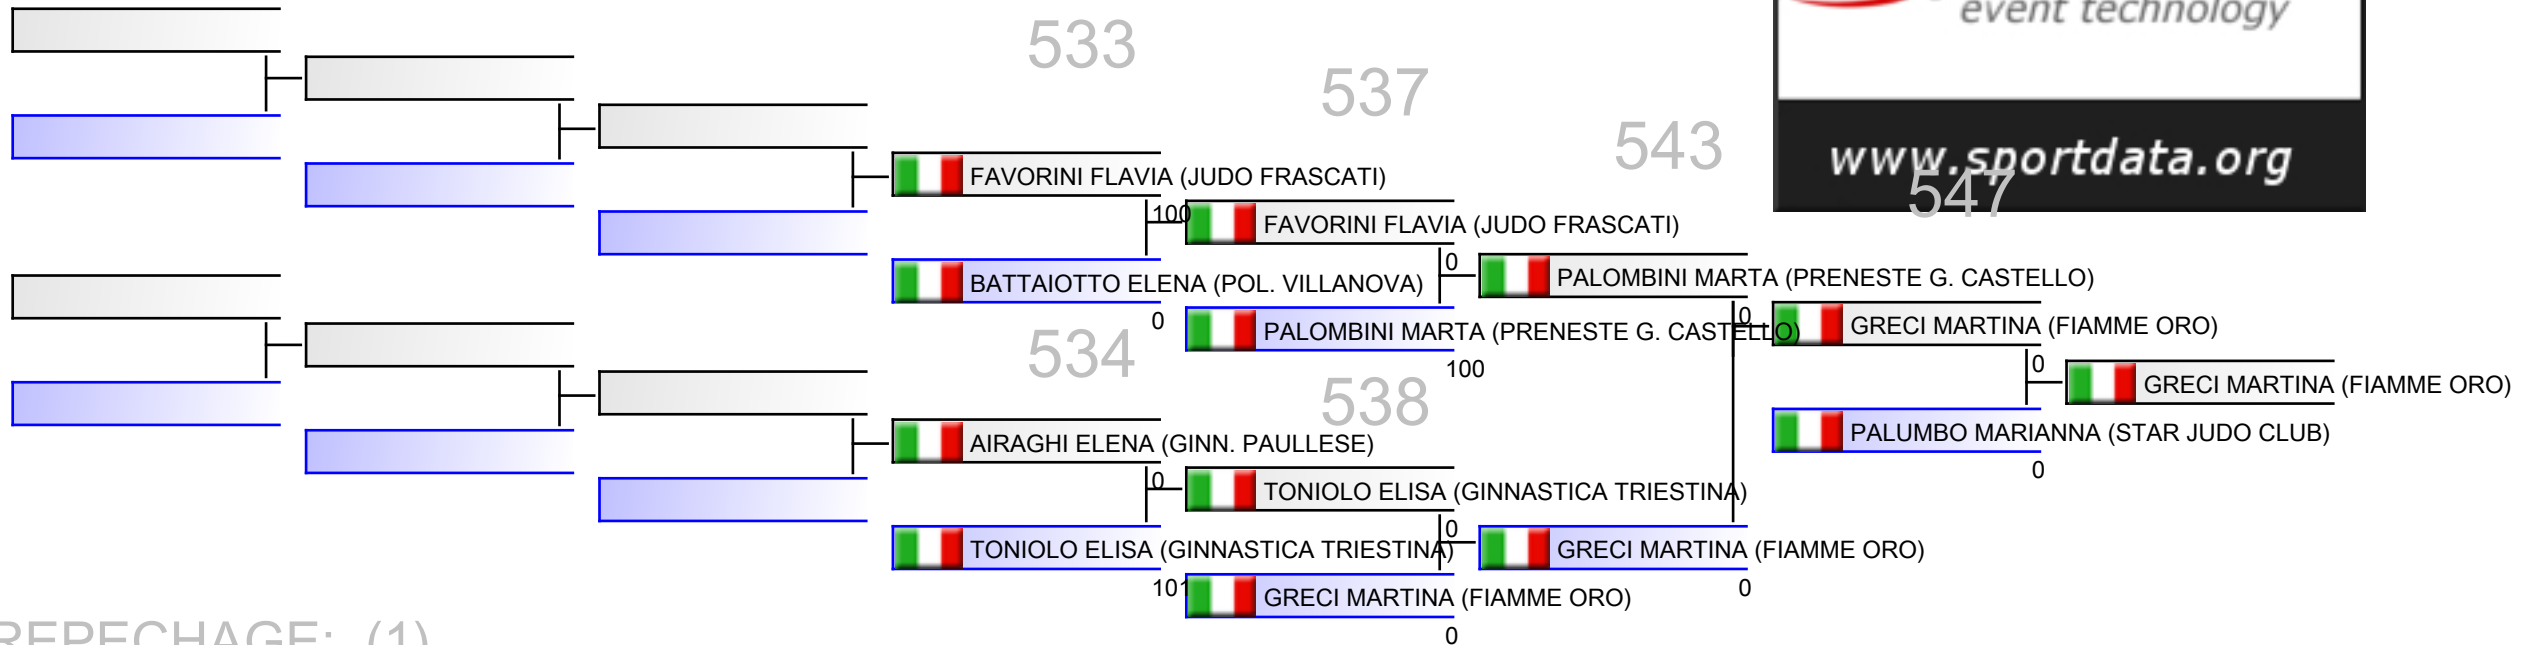 event technology
www.sportdata.org
533
537
543
547
FAVORINI FLAVIA (JUDO FRASCATI)
100
FAVORINI FLAVIA (JUDO FRASCATI)
BATTAIOTTO ELENA (POL. VILLANOVA)
0
0
PALOMBINI MARTA (PRENESTE G. CASTELLO)
PALOMBINI MARTA (PRENESTE G. CASTELLO)
100
0
GRECI MARTINA (FIAMME ORO)
0
GRECI MARTINA (FIAMME ORO)
PALUMBO MARIANNA (STAR JUDO CLUB)
0
534
538
AIRAGHI ELENA (GINN. PAULLESE)
0
TONIOLO ELISA (GINNASTICA TRIESTINA)
TONIOLO ELISA (GINNASTICA TRIESTINA)
101
0
GRECI MARTINA (FIAMME ORO)
0
GRECI MARTINA (FIAMME ORO)
0
REPECHAGE: (1)